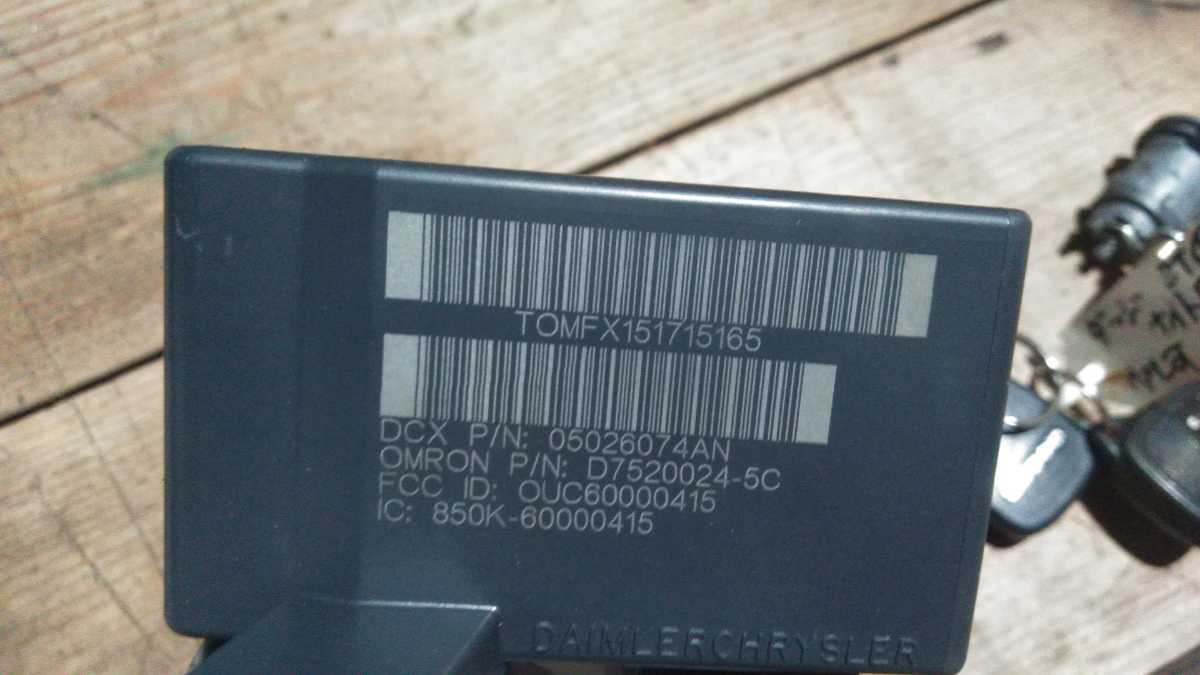 TOMFX151715165
DCX P/N: 05026074AN
OMRON P/N: D7520024-5C
FCC ID: OUC60000415
IC: 850K-60000415
DAIMLERCHRYSLER